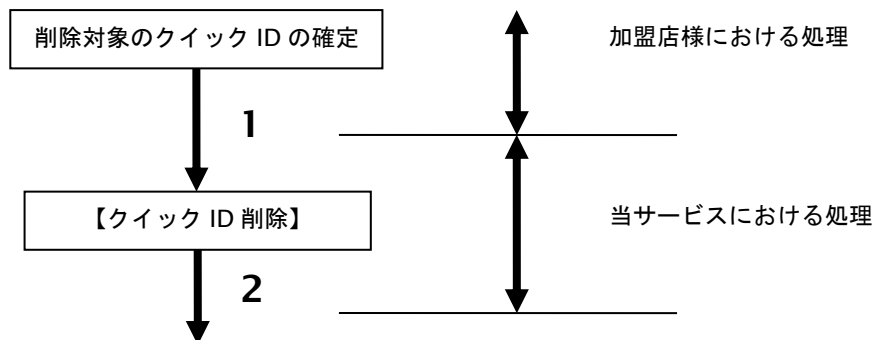 削除対象のクイック ID の確定
加盟店様における処理
1
【クイック ID 削除】
当サービスにおける処理
2